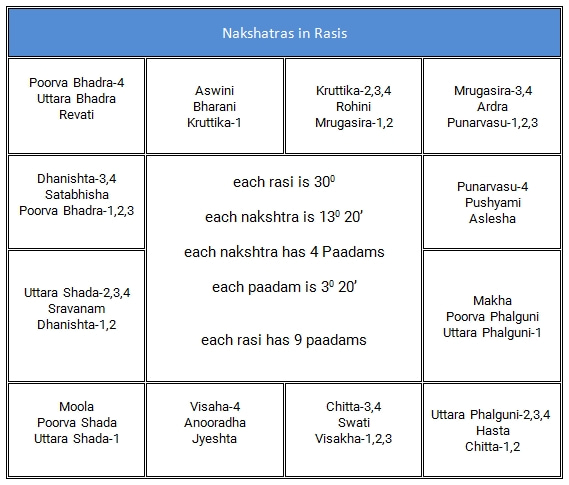 Nakshatras in Rasis
Poorva Bhadra-4
Uttara Bhadra
Revati
Aswini
Bharani
Kruttika-1
Kruttika-2,3,4
Rohini
Mrugasira-1,2
Mrugasira-3,4
Ardra
Punarvasu-1,2,3
Dhanishta-3,4
Satabhisha
Poorva Bhadra-1,2,3
each rasi is 30⁰
each nakshtra is 13⁰ 20’
each nakshtra has 4 Paadams
each paadam is 3⁰ 20’
each rasi has 9 paadams
Punarvasu-4
Pushyami
Aslesha
Uttara Shada-2,3,4
Sravanam
Dhanishta-1,2
Makha
Poorva Phalguni
Uttara Phalguni-1
Moola
Poorva Shada
Uttara Shada-1
Visaha-4
Anooradha
Jyeshta
Chitta-3,4
Swati
Visakha-1,2,3
Uttara Phalguni-2,3,4
Hasta
Chitta-1,2